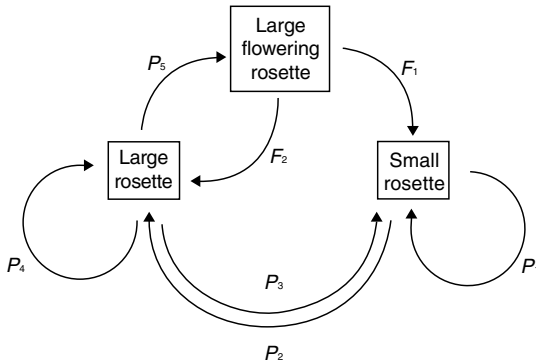 Large
flowering
rosette
P₅
F₁
F₂
Large
rosette
Small
rosette
P₄
P₃
P₂